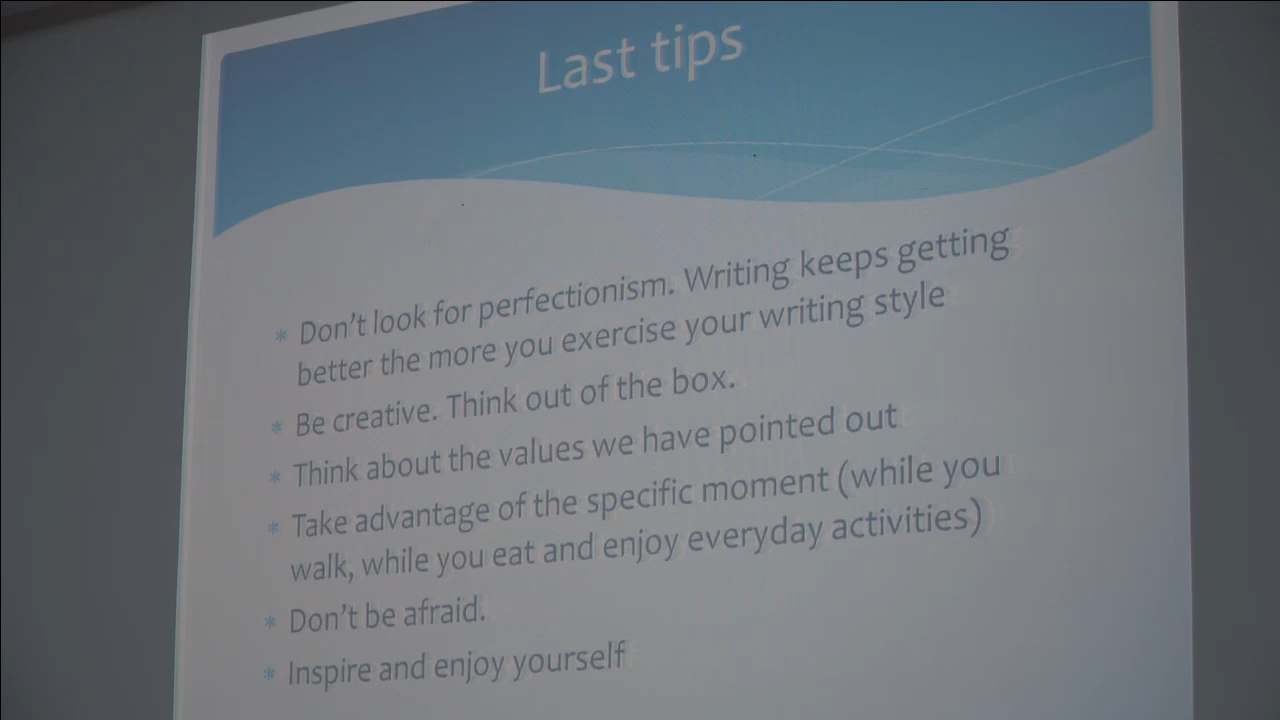 Last tips
* Don't look for perfectionism. Writing keeps getting
better the more you exercise your writing style
* Be creative. Think out of the box.
* Think about the values we have pointed out
* Take advantage of the specific moment (while you
walk, while you eat and enjoy everyday activities)
* Don't be afraid.
* Inspire and enjoy yourself